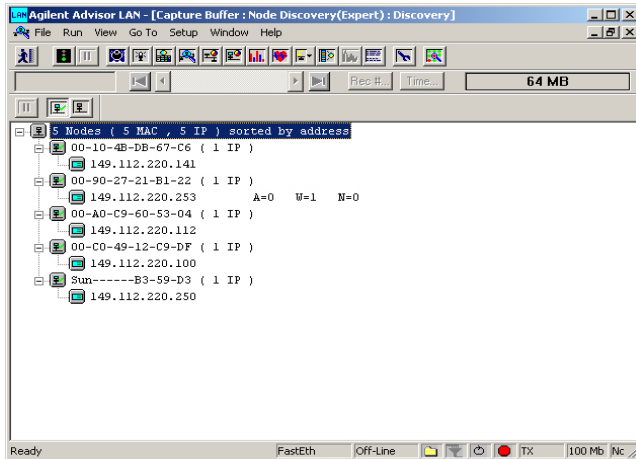 LAN Agilent Advisor LAN - [Capture Buffer : Node Discovery(Expert) : Discovery]
File Run View Go To Setup Window Help
Rec #... Time... 64 MB
5 Nodes ( 5 MAC , 5 IP ) sorted by address
00-10-4B-DB-67-C6 ( 1 IP )
149.112.220.141
00-90-27-21-B1-22 ( 1 IP )
149.112.220.253 A=0 W=1 N=0
00-A0-C9-60-53-04 ( 1 IP )
149.112.220.112
00-C0-49-12-C9-DF ( 1 IP )
149.112.220.100
Sun------B3-59-D3 ( 1 IP )
149.112.220.250
Ready FastEth Off-Line TX 100 Mb Nc